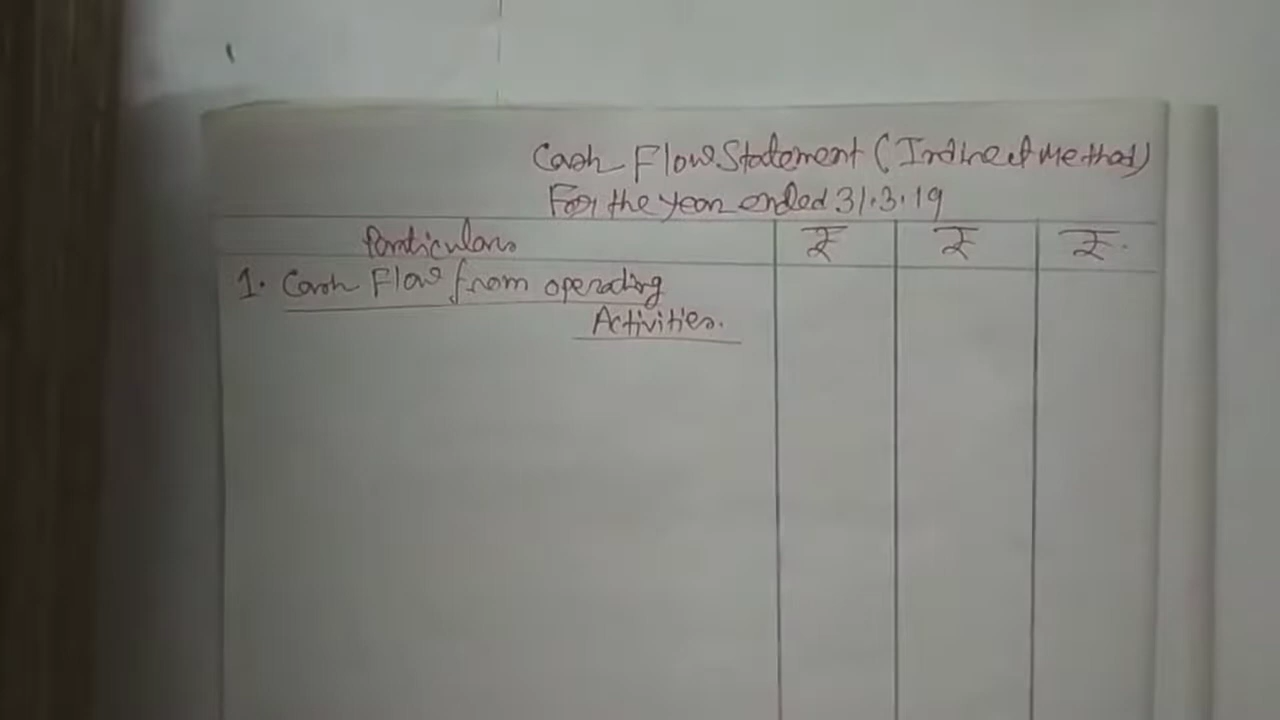 Cash Flow Statement (Indirect Method)
For the year ended 31.3.19
Particulars ₹ ₹ ₹.
1. Cash Flow from operating
Activities.